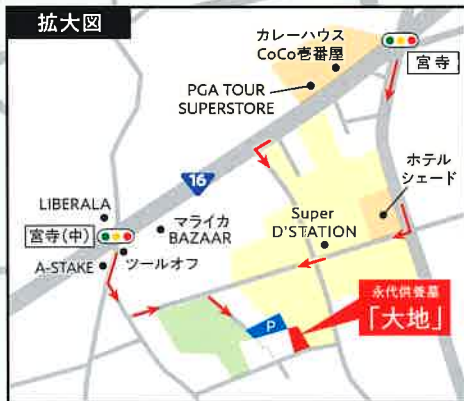 拡大図
カレーハウス
CoCo壱番屋
宮寺
PGA TOUR
SUPERSTORE
ホテル
シェード
16
LIBERALA
マライカ
BAZAAR
Super
D'STATION
宮寺(中)
A-STAKE
ツールオフ
P
永代供養墓
「大地」